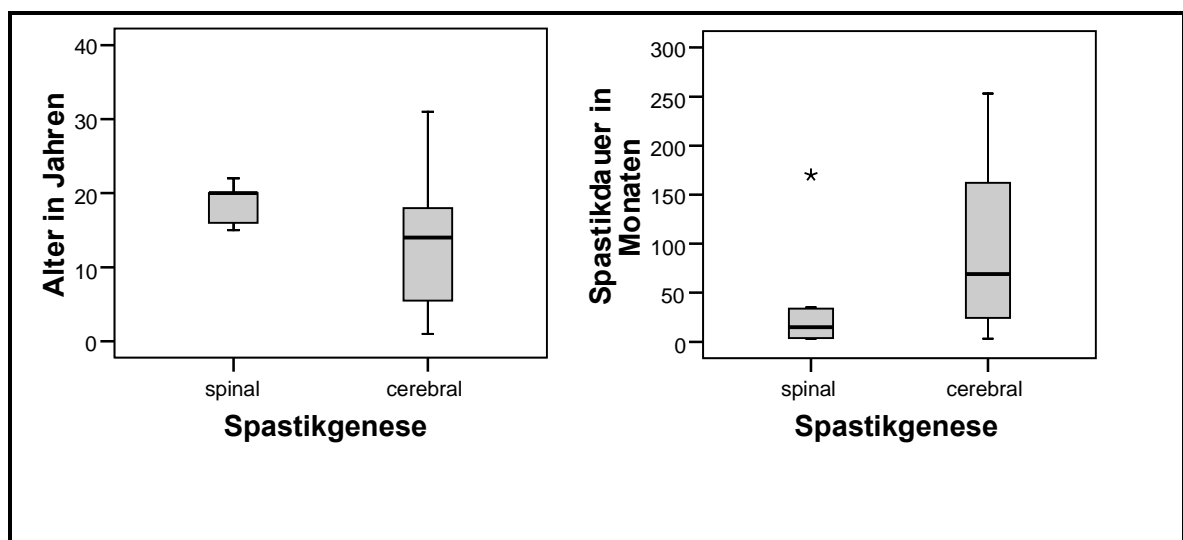 Alter in Jahren
40
30
20
10
0
spinal
cerebral
Spastikgenese
Spastikdauer in
Monaten
300
250
200
150
100
50
0
spinal
cerebral
Spastikgenese